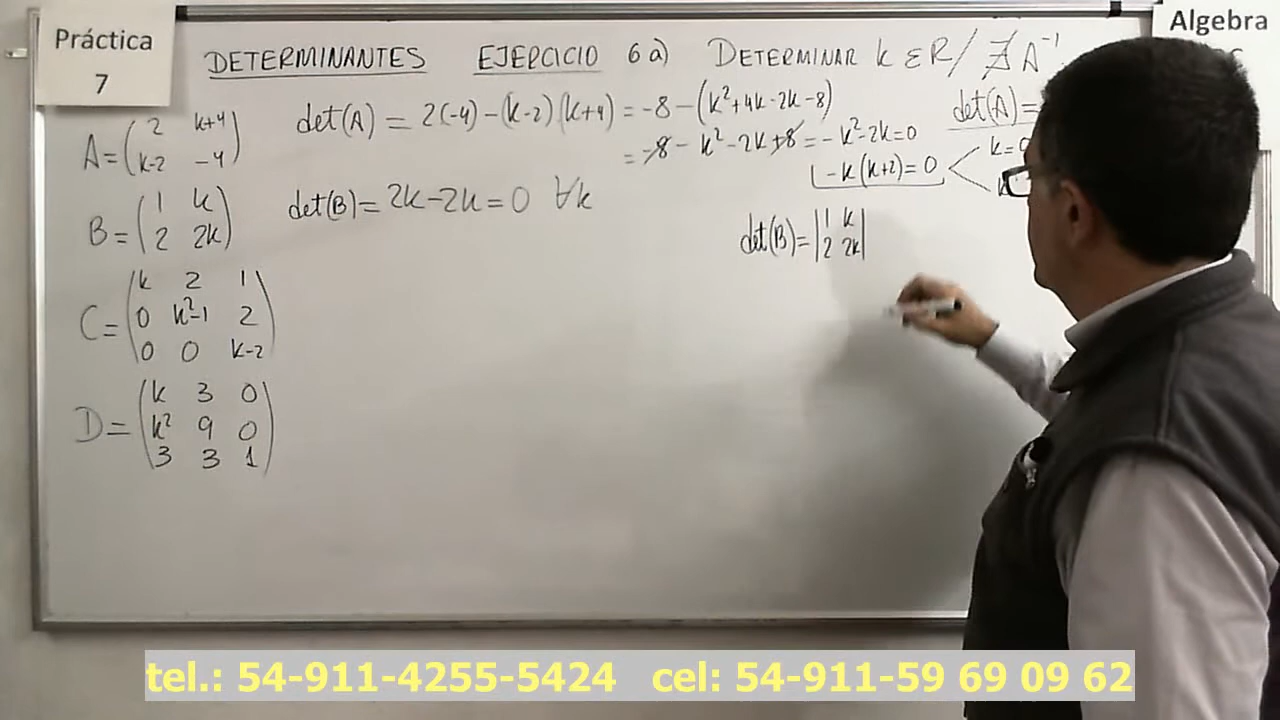 Práctica
7
Algebra
DETERMINANTES EJERCICIO 6 a) DETERMINAR k ε R / ∄ A⁻¹
A = (2 k+4
k-2 -4)
det(A) = 2(-4) - (k-2)(k+4) = -8 - (k²+4k-2k-8)
= -8 - k² - 2k + 8 = -k² - 2k = 0
-k(k+2) = 0
det(A) =
k = 0
k
B = (1 k
2 2k)
det(B) = 2k - 2k = 0 ∀k
det(B) = |1 k
2 2k|
C = (k 2 1
0 k²-1 2
0 0 k-2)
D = (k 3 0
k² 9 0
3 3 1)
tel.: 54-911-4255-5424 cel: 54-911-59 69 09 62